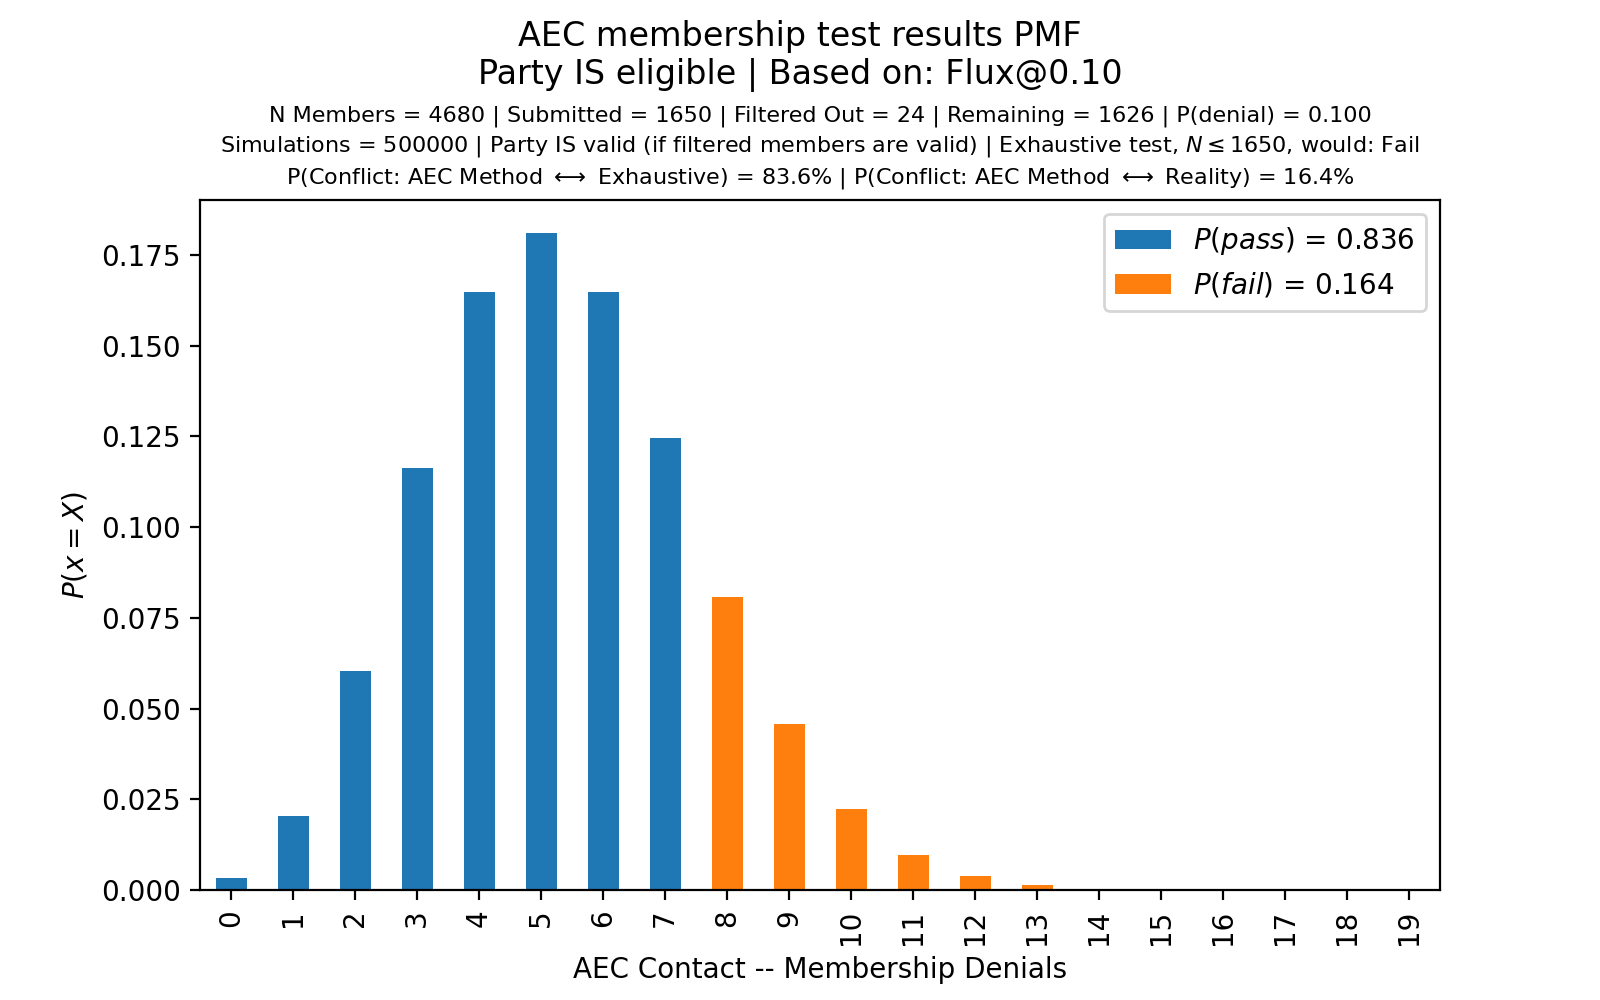 AEC membership test results PMF
Party IS eligible | Based on: Flux@0.10
N Members = 4680 | Submitted = 1650 | Filtered Out = 24 | Remaining = 1626 | P(denial) = 0.100
Simulations = 500000 | Party IS valid (if filtered members are valid) | Exhaustive test, N ≤ 1650, would: Fail
P(Conflict: AEC Method ⟷ Exhaustive) = 83.6% | P(Conflict: AEC Method ⟷ Reality) = 16.4%
P(pass) = 0.836
P(fail) = 0.164
0.175
0.150
0.125
0.100
0.075
0.050
0.025
0.000
P(x = X)
0 1 2 3 4 5 6 7 8 9 10 11 12 13 14 15 16 17 18 19
AEC Contact -- Membership Denials